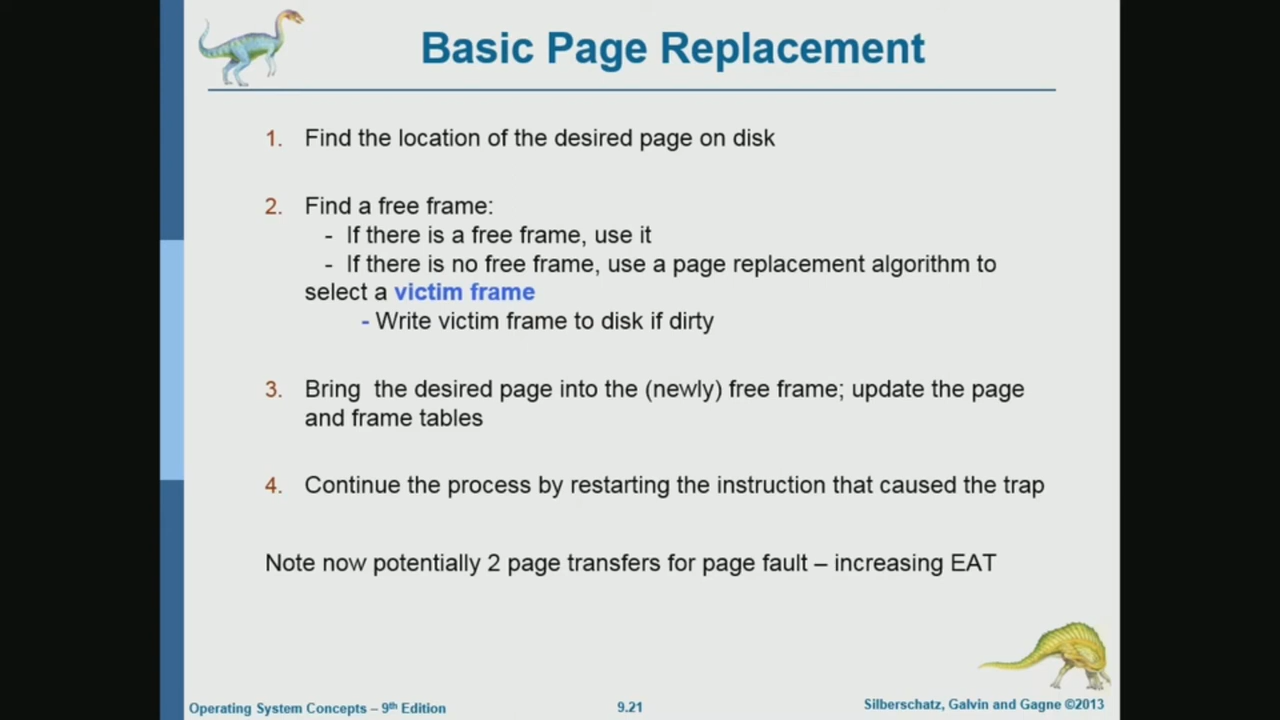 Basic Page Replacement
1. Find the location of the desired page on disk
2. Find a free frame:
- If there is a free frame, use it
- If there is no free frame, use a page replacement algorithm to
select a victim frame
- Write victim frame to disk if dirty
3. Bring the desired page into the (newly) free frame; update the page
and frame tables
4. Continue the process by restarting the instruction that caused the trap
Note now potentially 2 page transfers for page fault – increasing EAT
Operating System Concepts – 9th Edition
9.21
Silberschatz, Galvin and Gagne ©2013